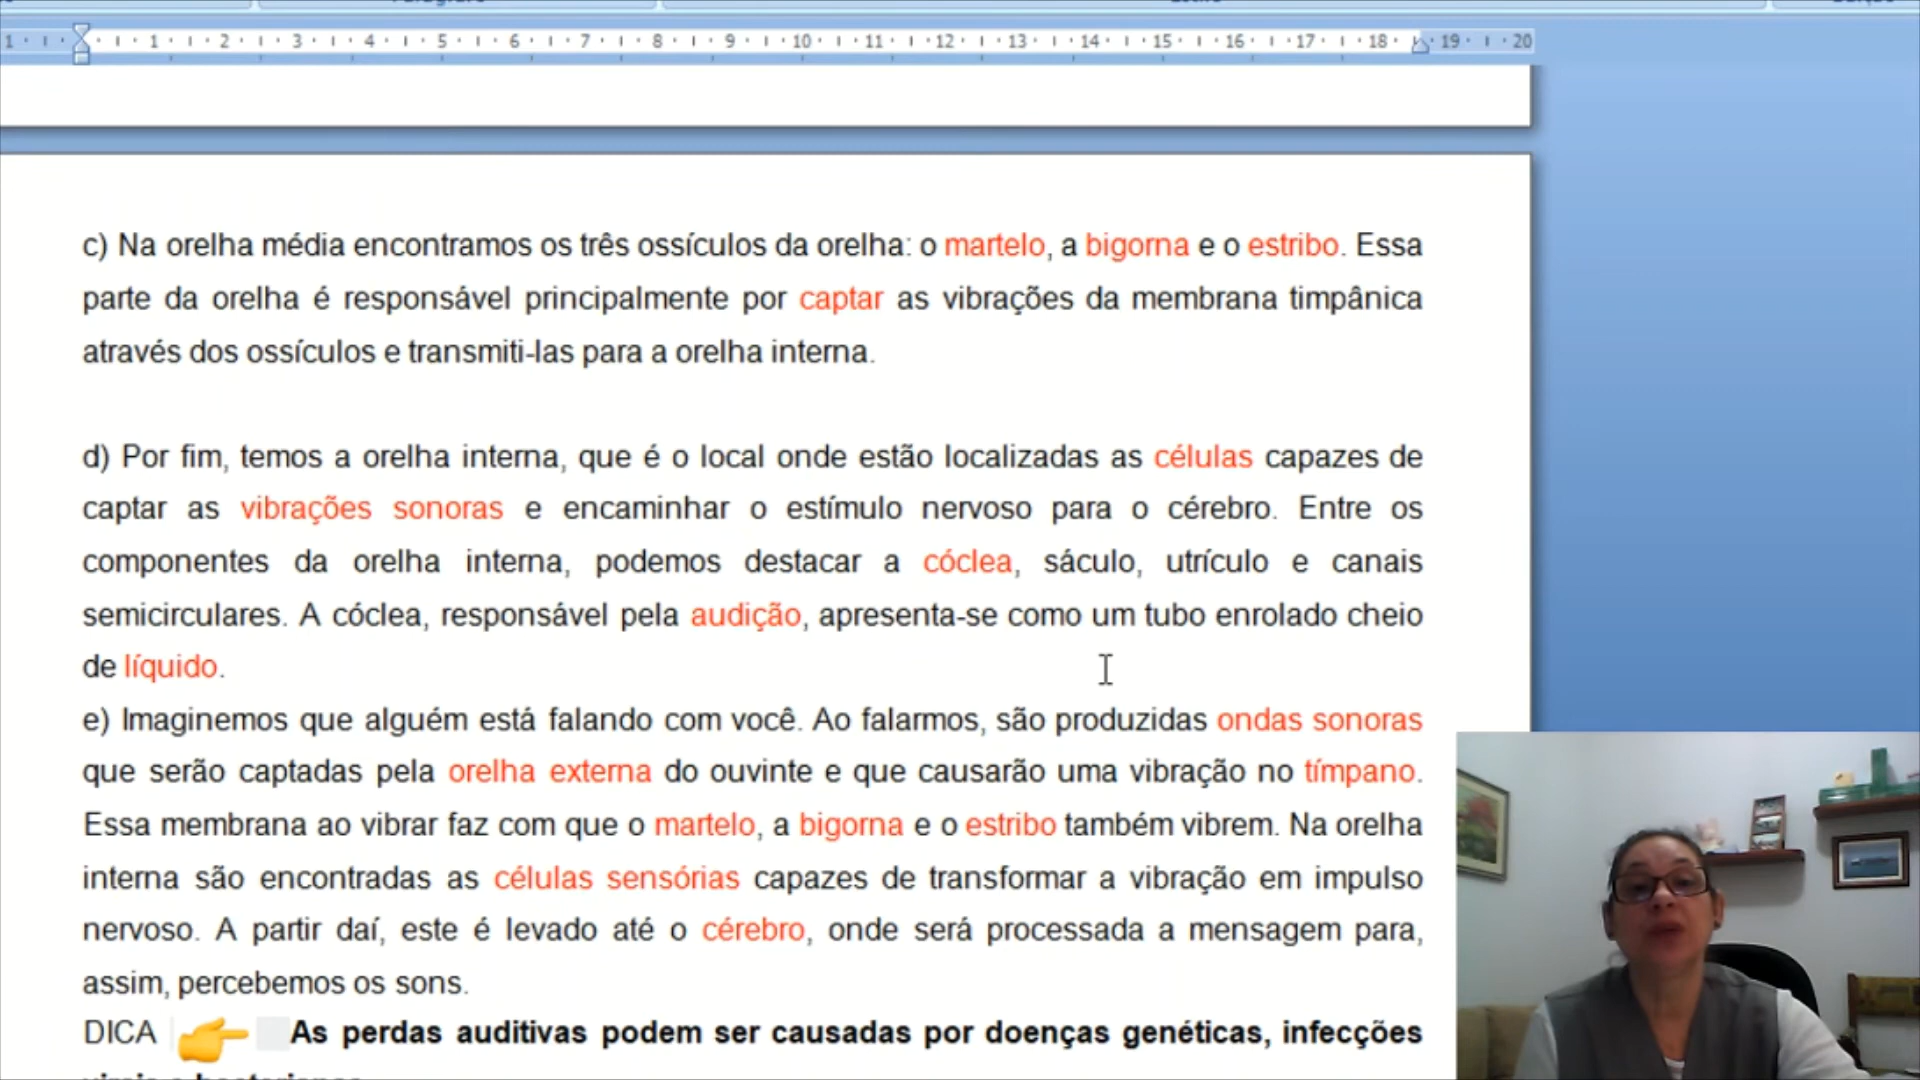 1 1 2 3 4 5 6 7 8 9 10 11 12 13 14 15 16 17 18 19 20
c) Na orelha média encontramos os três ossículos da orelha: o martelo, a bigorna e o estribo. Essa
parte da orelha é responsável principalmente por captar as vibrações da membrana timpânica
através dos ossículos e transmiti-las para a orelha interna.
d) Por fim, temos a orelha interna, que é o local onde estão localizadas as células capazes de
captar as vibrações sonoras e encaminhar o estímulo nervoso para o cérebro. Entre os
componentes da orelha interna, podemos destacar a cóclea, sáculo, utrículo e canais
semicirculares. A cóclea, responsável pela audição, apresenta-se como um tubo enrolado cheio
de líquido.
e) Imaginemos que alguém está falando com você. Ao falarmos, são produzidas ondas sonoras
que serão captadas pela orelha externa do ouvinte e que causarão uma vibração no tímpano.
Essa membrana ao vibrar faz com que o martelo, a bigorna e o estribo também vibrem. Na orelha
interna são encontradas as células sensórias capazes de transformar a vibração em impulso
nervoso. A partir daí, este é levado até o cérebro, onde será processada a mensagem para,
assim, percebemos os sons.
DICA As perdas auditivas podem ser causadas por doenças genéticas, infecções